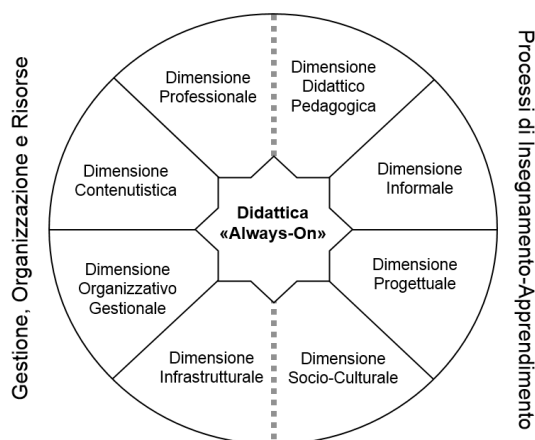 Gestione, Organizzazione e Risorse
Dimensione
Professionale
Dimensione
Didattico
Pedagogica
Dimensione
Contenutistica
Dimensione
Informale
Didattica
«Always-On»
Dimensione
Organizzativo
Gestionale
Dimensione
Progettuale
Dimensione
Infrastrutturale
Dimensione
Socio-Culturale
Processi di Insegnamento-Apprendimento